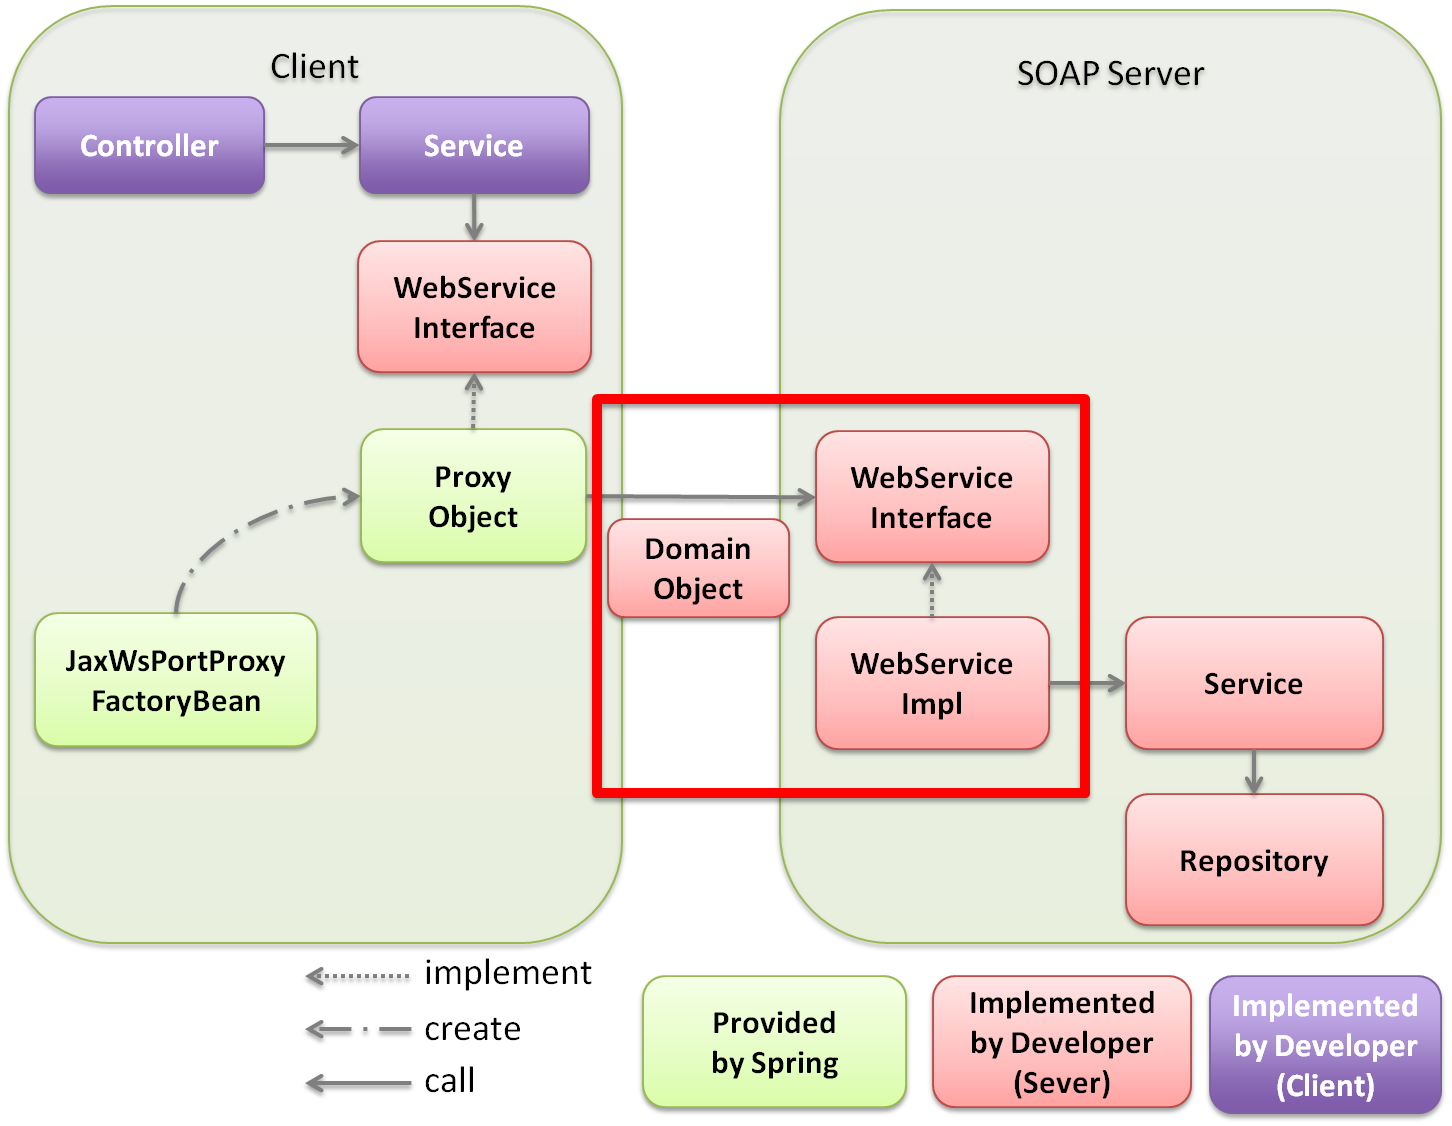 Client
SOAP Server
Controller
Service
WebService
Interface
Proxy
Object
WebService
Interface
Domain
Object
JaxWsPortProxy
FactoryBean
WebService
Impl
Service
Repository
implement
create
call
Provided
by Spring
Implemented
by Developer
(Sever)
Implemented
by Developer
(Client)